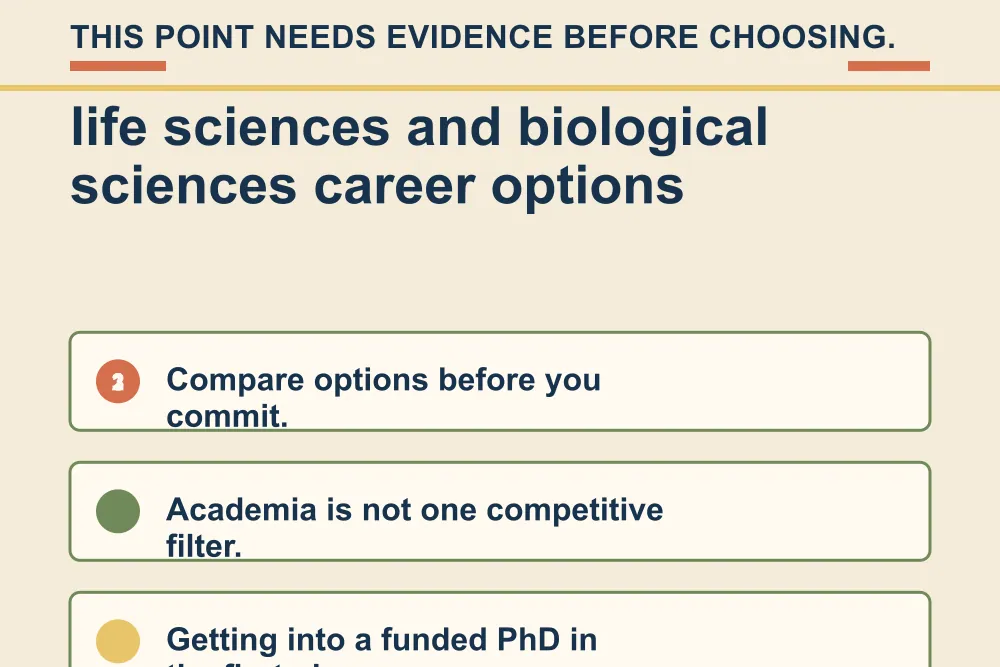 THIS POINT NEEDS EVIDENCE BEFORE CHOOSING.
life sciences and biological
sciences career options
Compare options before you
commit.
Academia is not one competitive
filter.
Getting into a funded PhD in